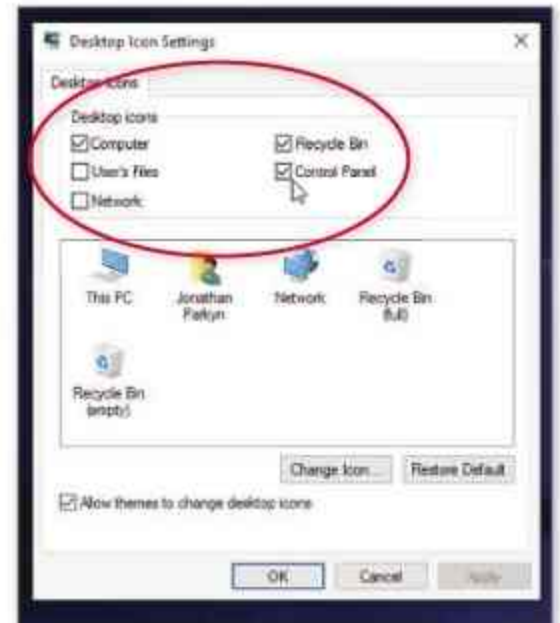 Desktop Icon Settings
Desktop Icons
Desktop icons
Computer
Recycle Bin
User's Files
Control Panel
Network
This PC
Jonathan Parkyn
Network
Recycle Bin (full)
Recycle Bin (empty)
Change Icon...
Restore Default
Allow themes to change desktop icons
OK
Cancel
Apply